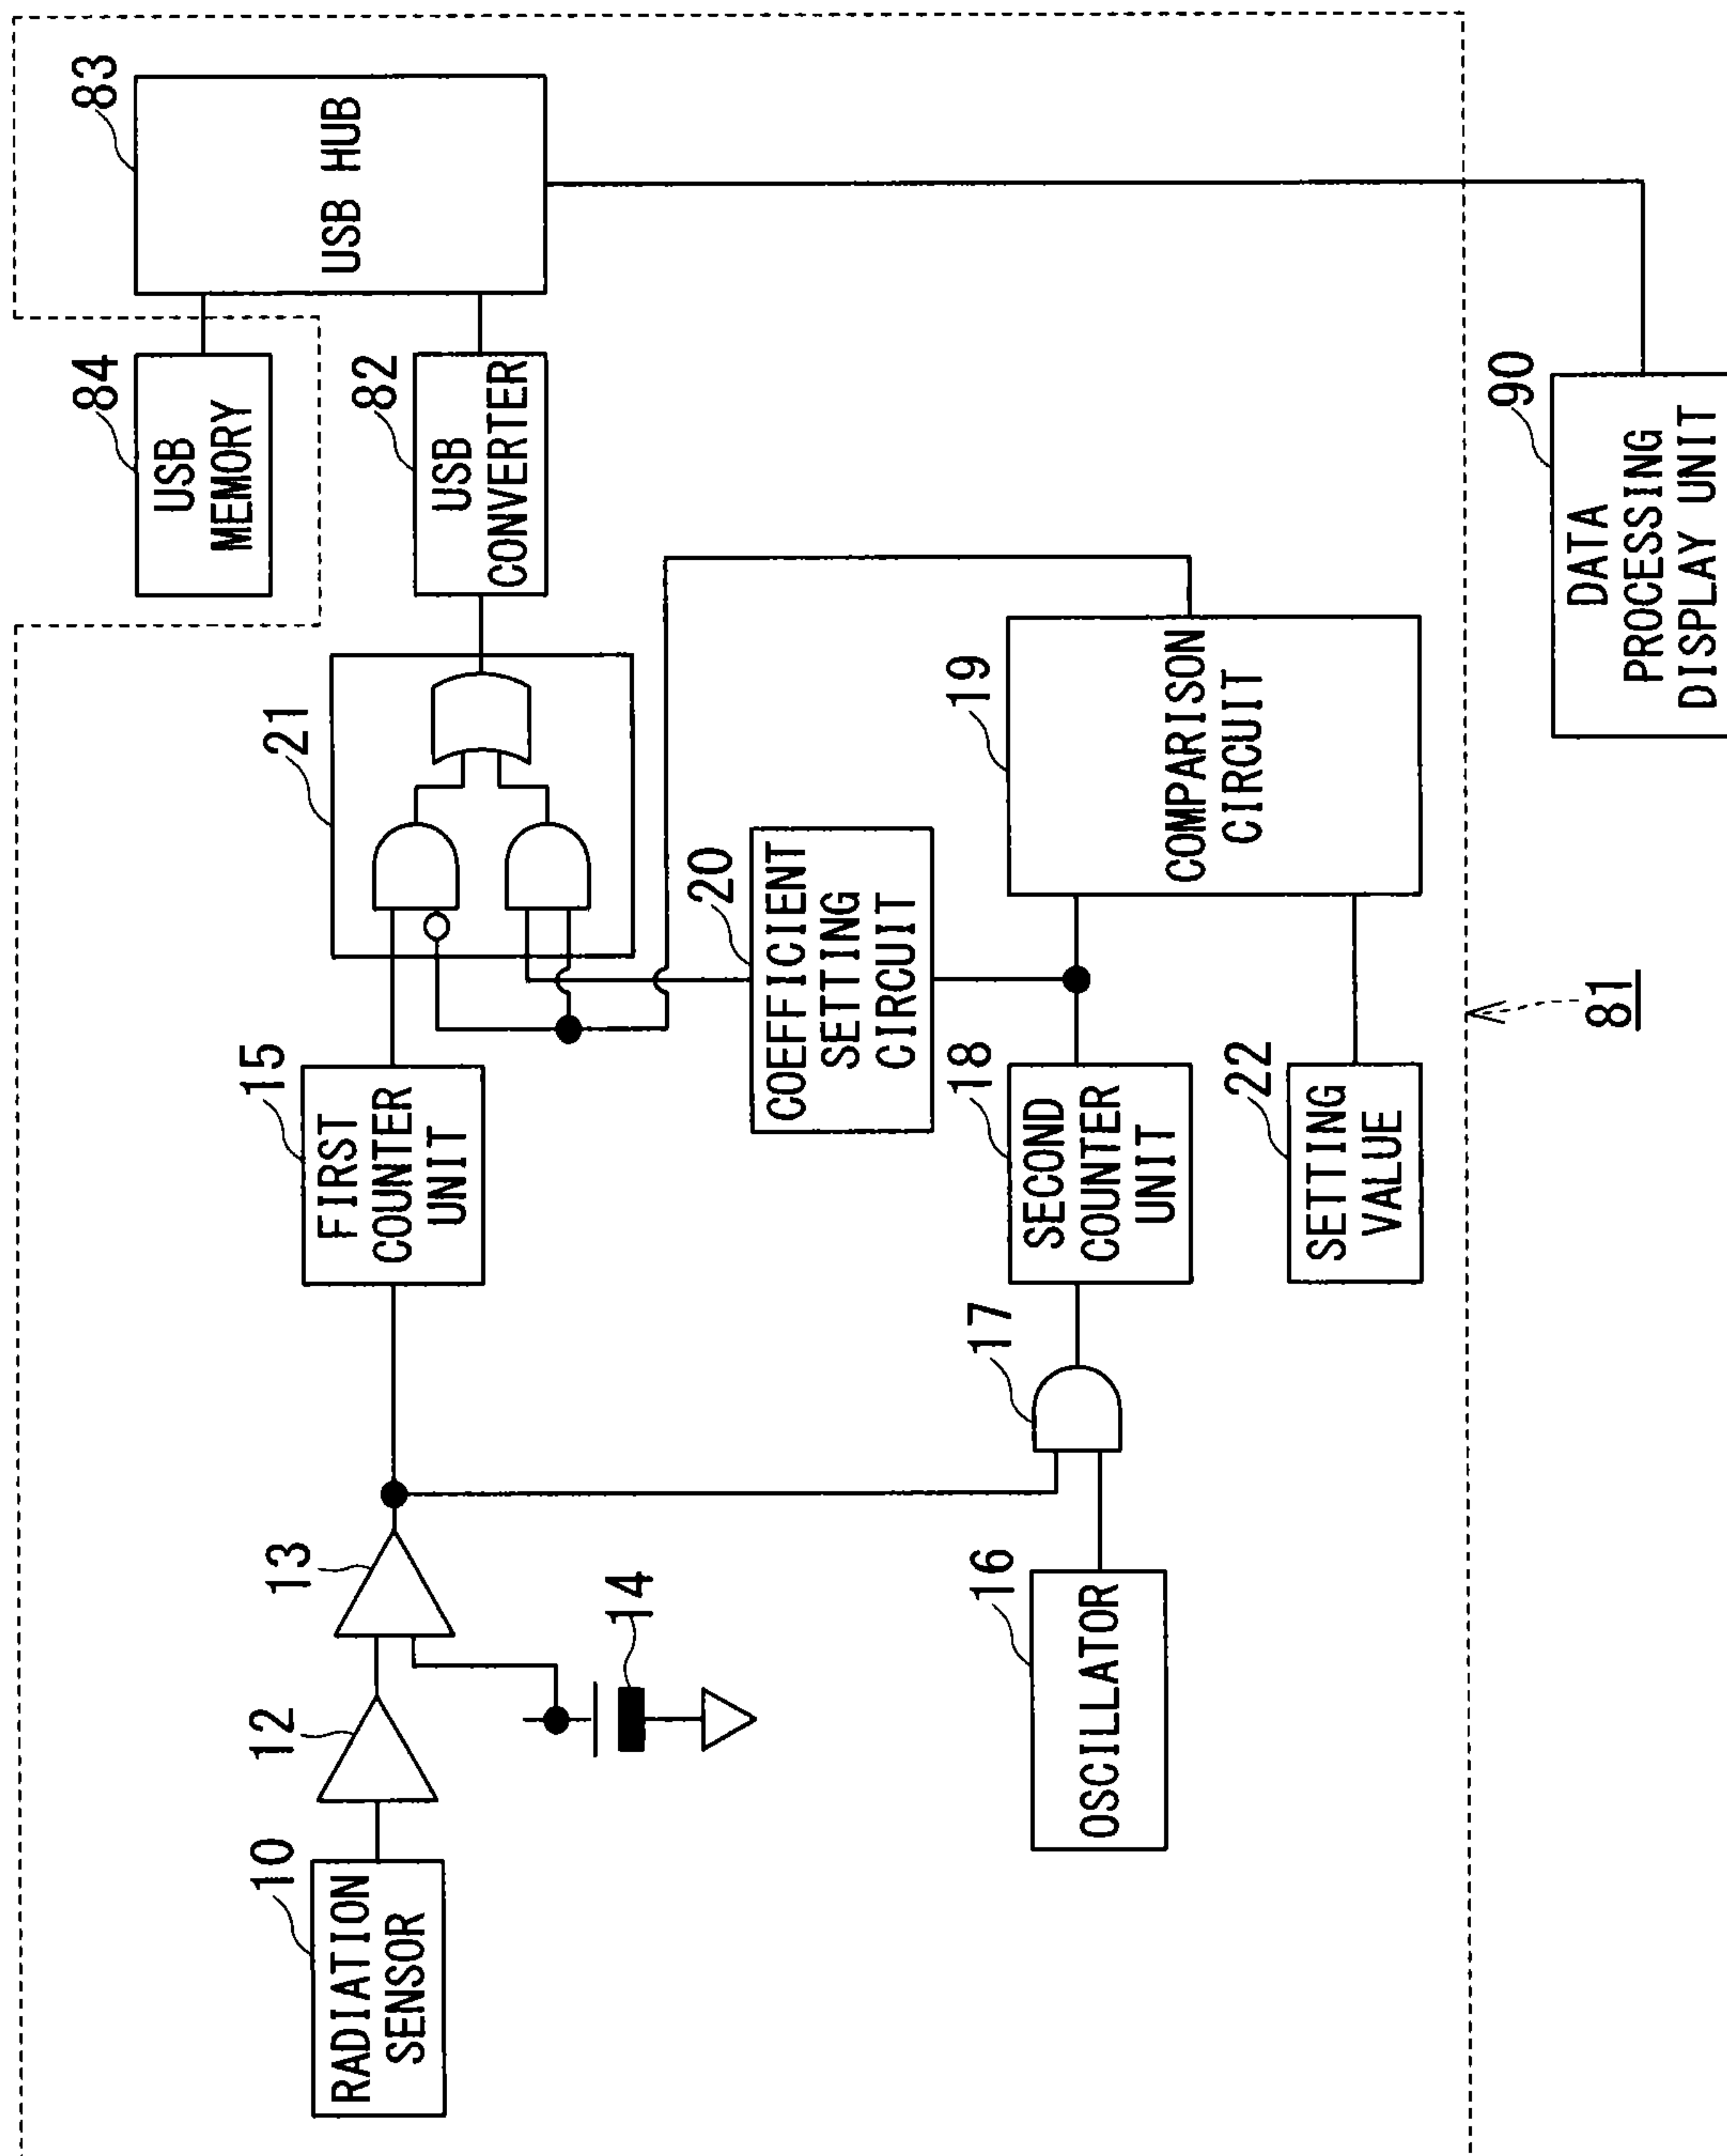 10
RADIATION
SENSOR
12
13
14
15
FIRST
COUNTER
UNIT
21
84
USB
MEMORY
82
USB
CONVERTER
83
USB HUB
20
COEFFICIENT
SETTING
CIRCUIT
16
OSCILLATOR
17
18
SECOND
COUNTER
UNIT
19
COMPARISON
CIRCUIT
22
SETTING
VALUE
81
90
DATA
PROCESSING
DISPLAY UNIT